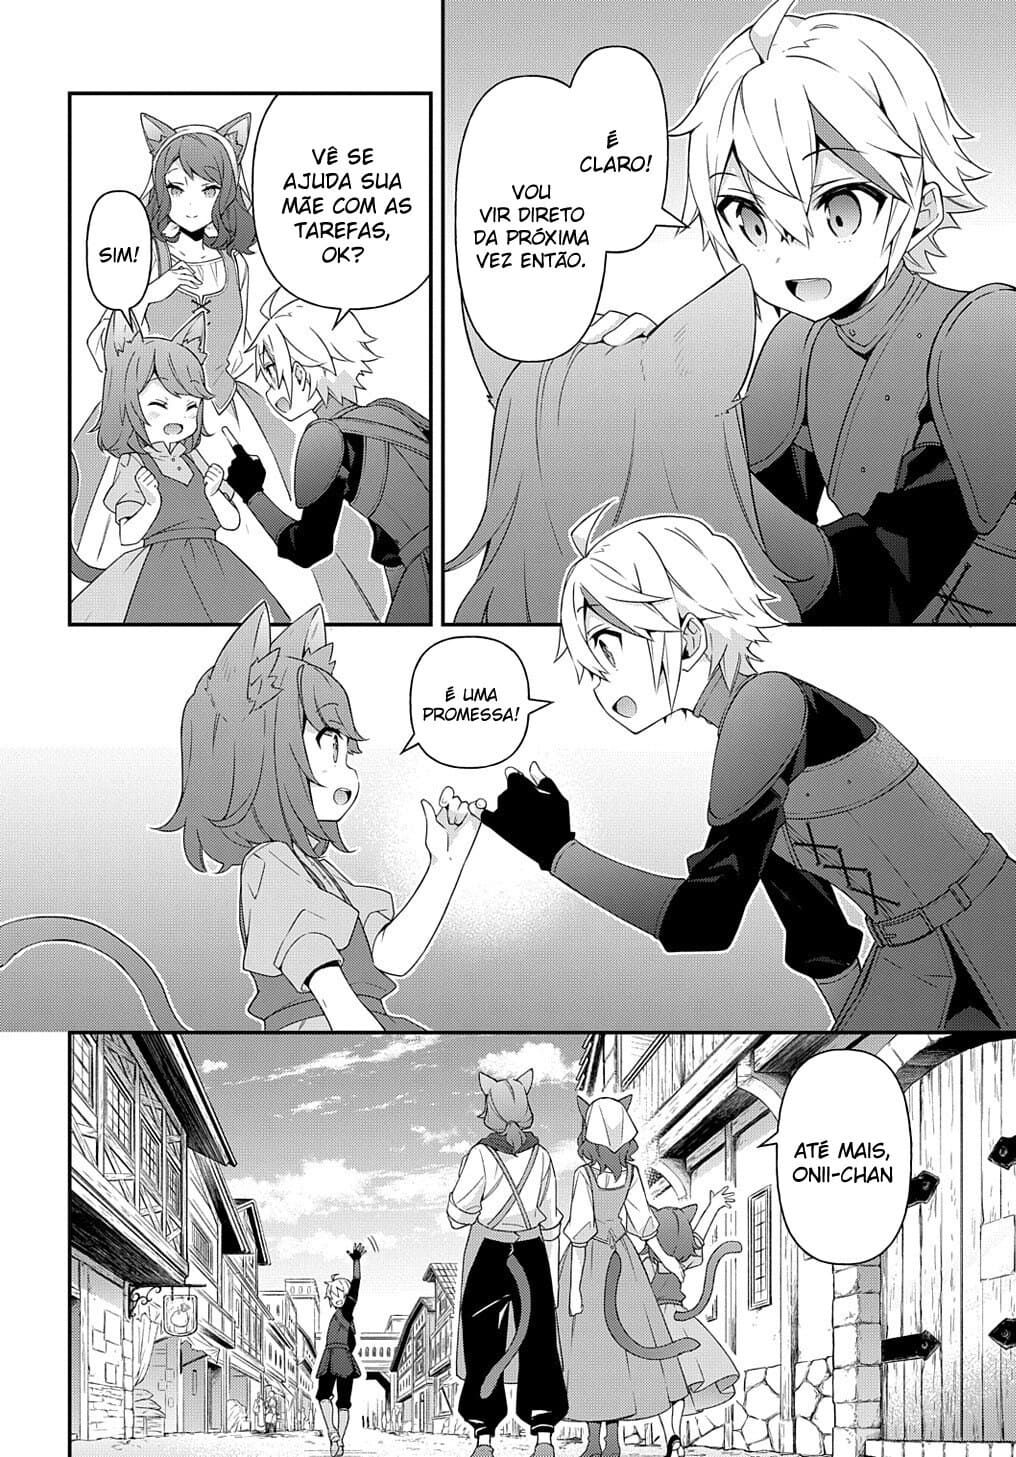 É
CLARO!
VOU
VIR DIRETO
DA PRÓXIMA
VEZ ENTÃO.
VÊ SE
AJUDA SUA
MÃE COM AS
TAREFAS,
OK?
SIM!
É UMA
PROMESSA!
ATÉ MAIS,
ONII-CHAN